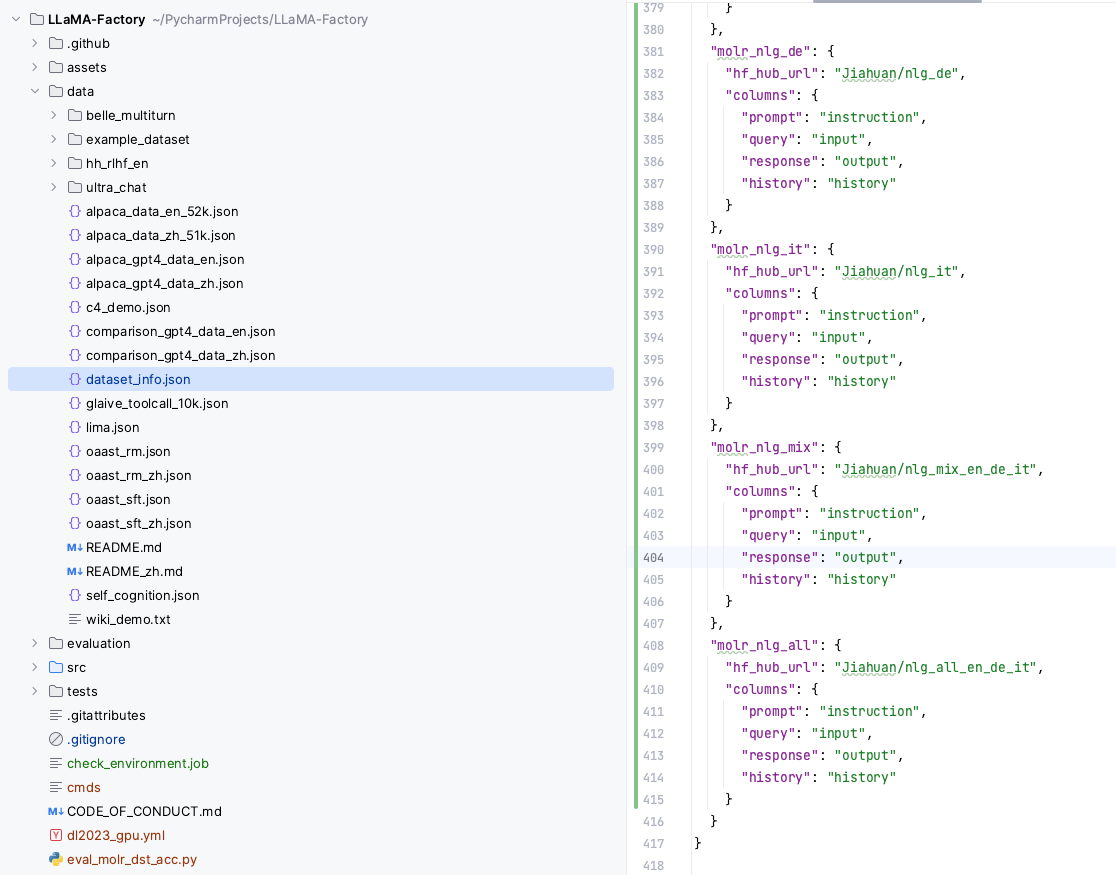 LLaMA-Factory ~/PycharmProjects/LLaMA-Factory
.github
assets
data
belle_multiturn
example_dataset
hh_rlhf_en
ultra_chat
alpaca_data_en_52k.json
alpaca_data_zh_51k.json
alpaca_gpt4_data_en.json
alpaca_gpt4_data_zh.json
c4_demo.json
comparison_gpt4_data_en.json
comparison_gpt4_data_zh.json
dataset_info.json
glaive_toolcall_10k.json
lima.json
oaast_rm.json
oaast_rm_zh.json
oaast_sft.json
oaast_sft_zh.json
M↓ README.md
M↓ README_zh.md
self_cognition.json
wiki_demo.txt
evaluation
src
tests
.gitattributes
.gitignore
check_environment.job
cmds
M↓ CODE_OF_CONDUCT.md
Y dl2023_gpu.yml
eval_molr_dst_acc.py
379 }
380 },
381 "molr_nlg_de": {
382 "hf_hub_url": "Jiahuan/nlg_de",
383 "columns": {
384 "prompt": "instruction",
385 "query": "input",
386 "response": "output",
387 "history": "history"
388 }
389 },
390 "molr_nlg_it": {
391 "hf_hub_url": "Jiahuan/nlg_it",
392 "columns": {
393 "prompt": "instruction",
394 "query": "input",
395 "response": "output",
396 "history": "history"
397 }
398 },
399 "molr_nlg_mix": {
400 "hf_hub_url": "Jiahuan/nlg_mix_en_de_it",
401 "columns": {
402 "prompt": "instruction",
403 "query": "input",
404 "response": "output",
405 "history": "history"
406 }
407 },
408 "molr_nlg_all": {
409 "hf_hub_url": "Jiahuan/nlg_all_en_de_it",
410 "columns": {
411 "prompt": "instruction",
412 "query": "input",
413 "response": "output",
414 "history": "history"
415 }
416 }
417 }
418